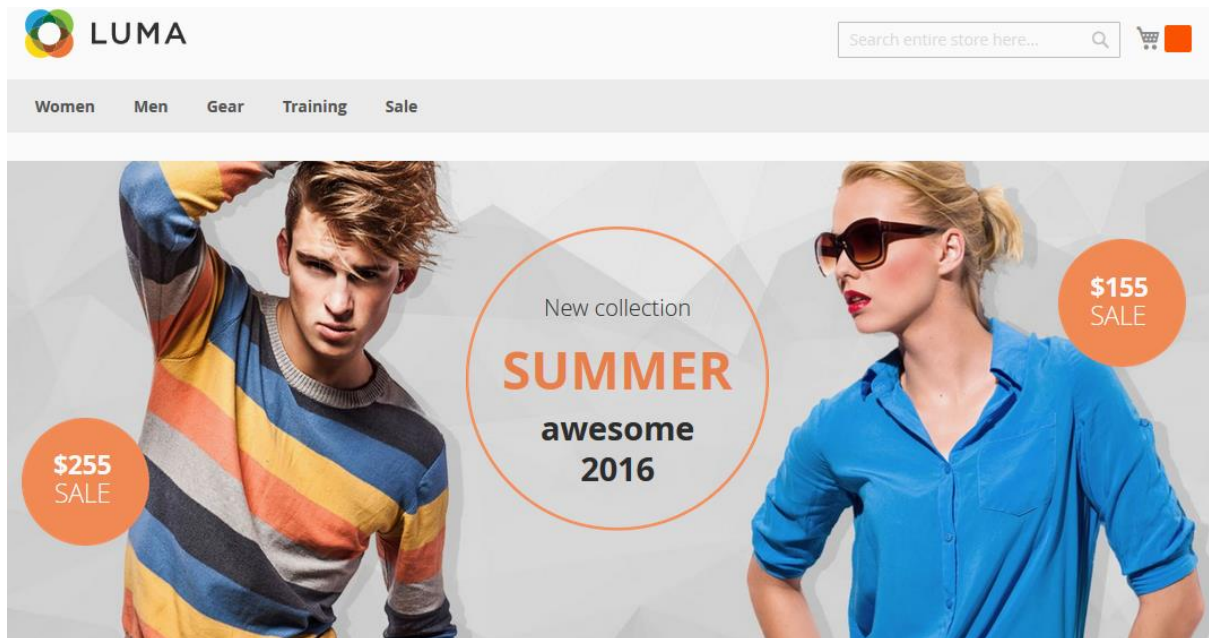 LUMA
Search entire store here...
Women Men Gear Training Sale
New collection
SUMMER
awesome
2016
$155
SALE
$255
SALE